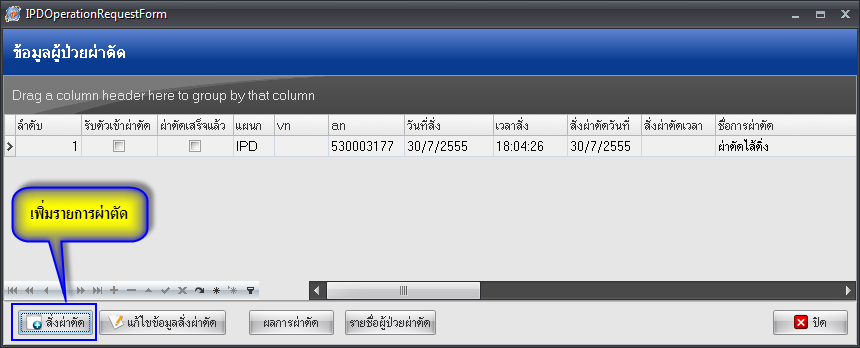 IPDOperationRequestForm
ข้อมูลผู้ป่วยผ่าตัด
Drag a column header here to group by that column
ลำดับ รับตัวเข้าผ่าตัด ผ่าตัดเสร็จแล้ว แผนก vn an วันที่สั่ง เวลาสั่ง สั่งผ่าตัดวันที่ สั่งผ่าตัดเวลา ชื่อการผ่าตัด
1 IPD 530003177 30/7/2555 18:04:26 30/7/2555 ผ่าตัดไส้ติ่ง
เพิ่มรายการผ่าตัด
สั่งผ่าตัด แก้ไขข้อมูลสั่งผ่าตัด ผลการผ่าตัด รายชื่อผู้ป่วยผ่าตัด ปิด